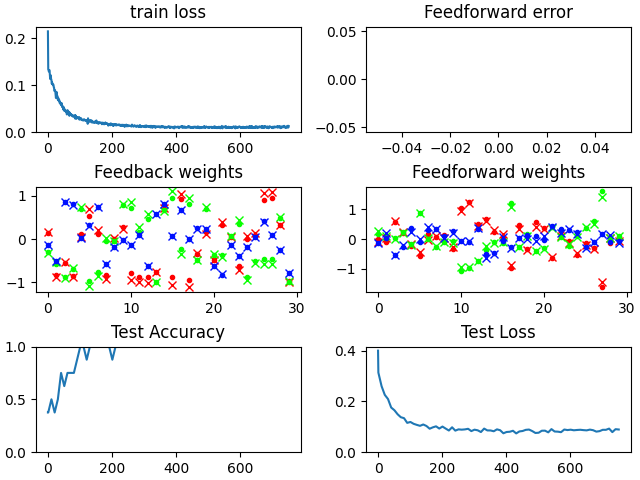 train loss
Feedforward error
0.2
0.1
0.0
0 200 400 600
0.05
0.00
−0.05
−0.04 −0.02 0.00 0.02 0.04
Feedback weights
Feedforward weights
1
0
−1
0 10 20 30
1
0
−1
0 10 20 30
Test Accuracy
Test Loss
1.0
0.5
0.0
0 200 400 600
0.4
0.2
0.0
0 200 400 600